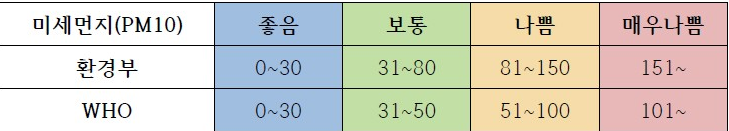 미세먼지(PM10) 좋음 보통 나쁨 매우나쁨
환경부 0~30 31~80 81~150 151~
WHO 0~30 31~50 51~100 101~